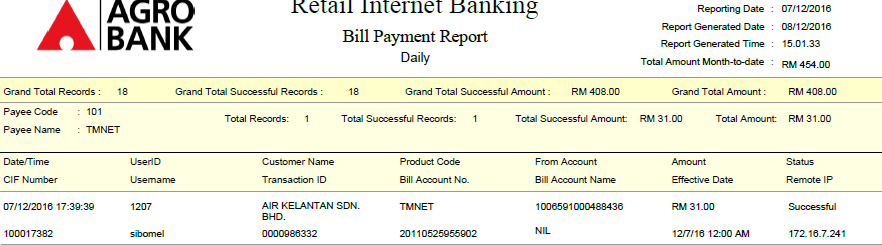 AGRO
BANK
Retail Internet Banking
Bill Payment Report
Daily
Reporting Date : 07/12/2016
Report Generated Date : 08/12/2016
Report Generated Time : 15.01.33
Total Amount Month-to-date : RM 454.00
Grand Total Records : 18 Grand Total Successful Records : 18 Grand Total Successful Amount : RM 408.00 Grand Total Amount : RM 408.00
Payee Code : 101
Payee Name : TMNET
Total Records: 1 Total Successful Records: 1 Total Successful Amount: RM 31.00 Total Amount: RM 31.00
Date/Time UserID Customer Name Product Code From Account Amount Status
CIF Number Username Transaction ID Bill Account No. Bill Account Name Effective Date Remote IP
07/12/2016 17:39:39 1207 AIR KELANTAN SDN. TMNET 1006591000488436 RM 31.00 Successful
BHD.
100017382 sibomel 0000986332 20110525955902 NIL 12/7/16 12:00 AM 172.16.7.241